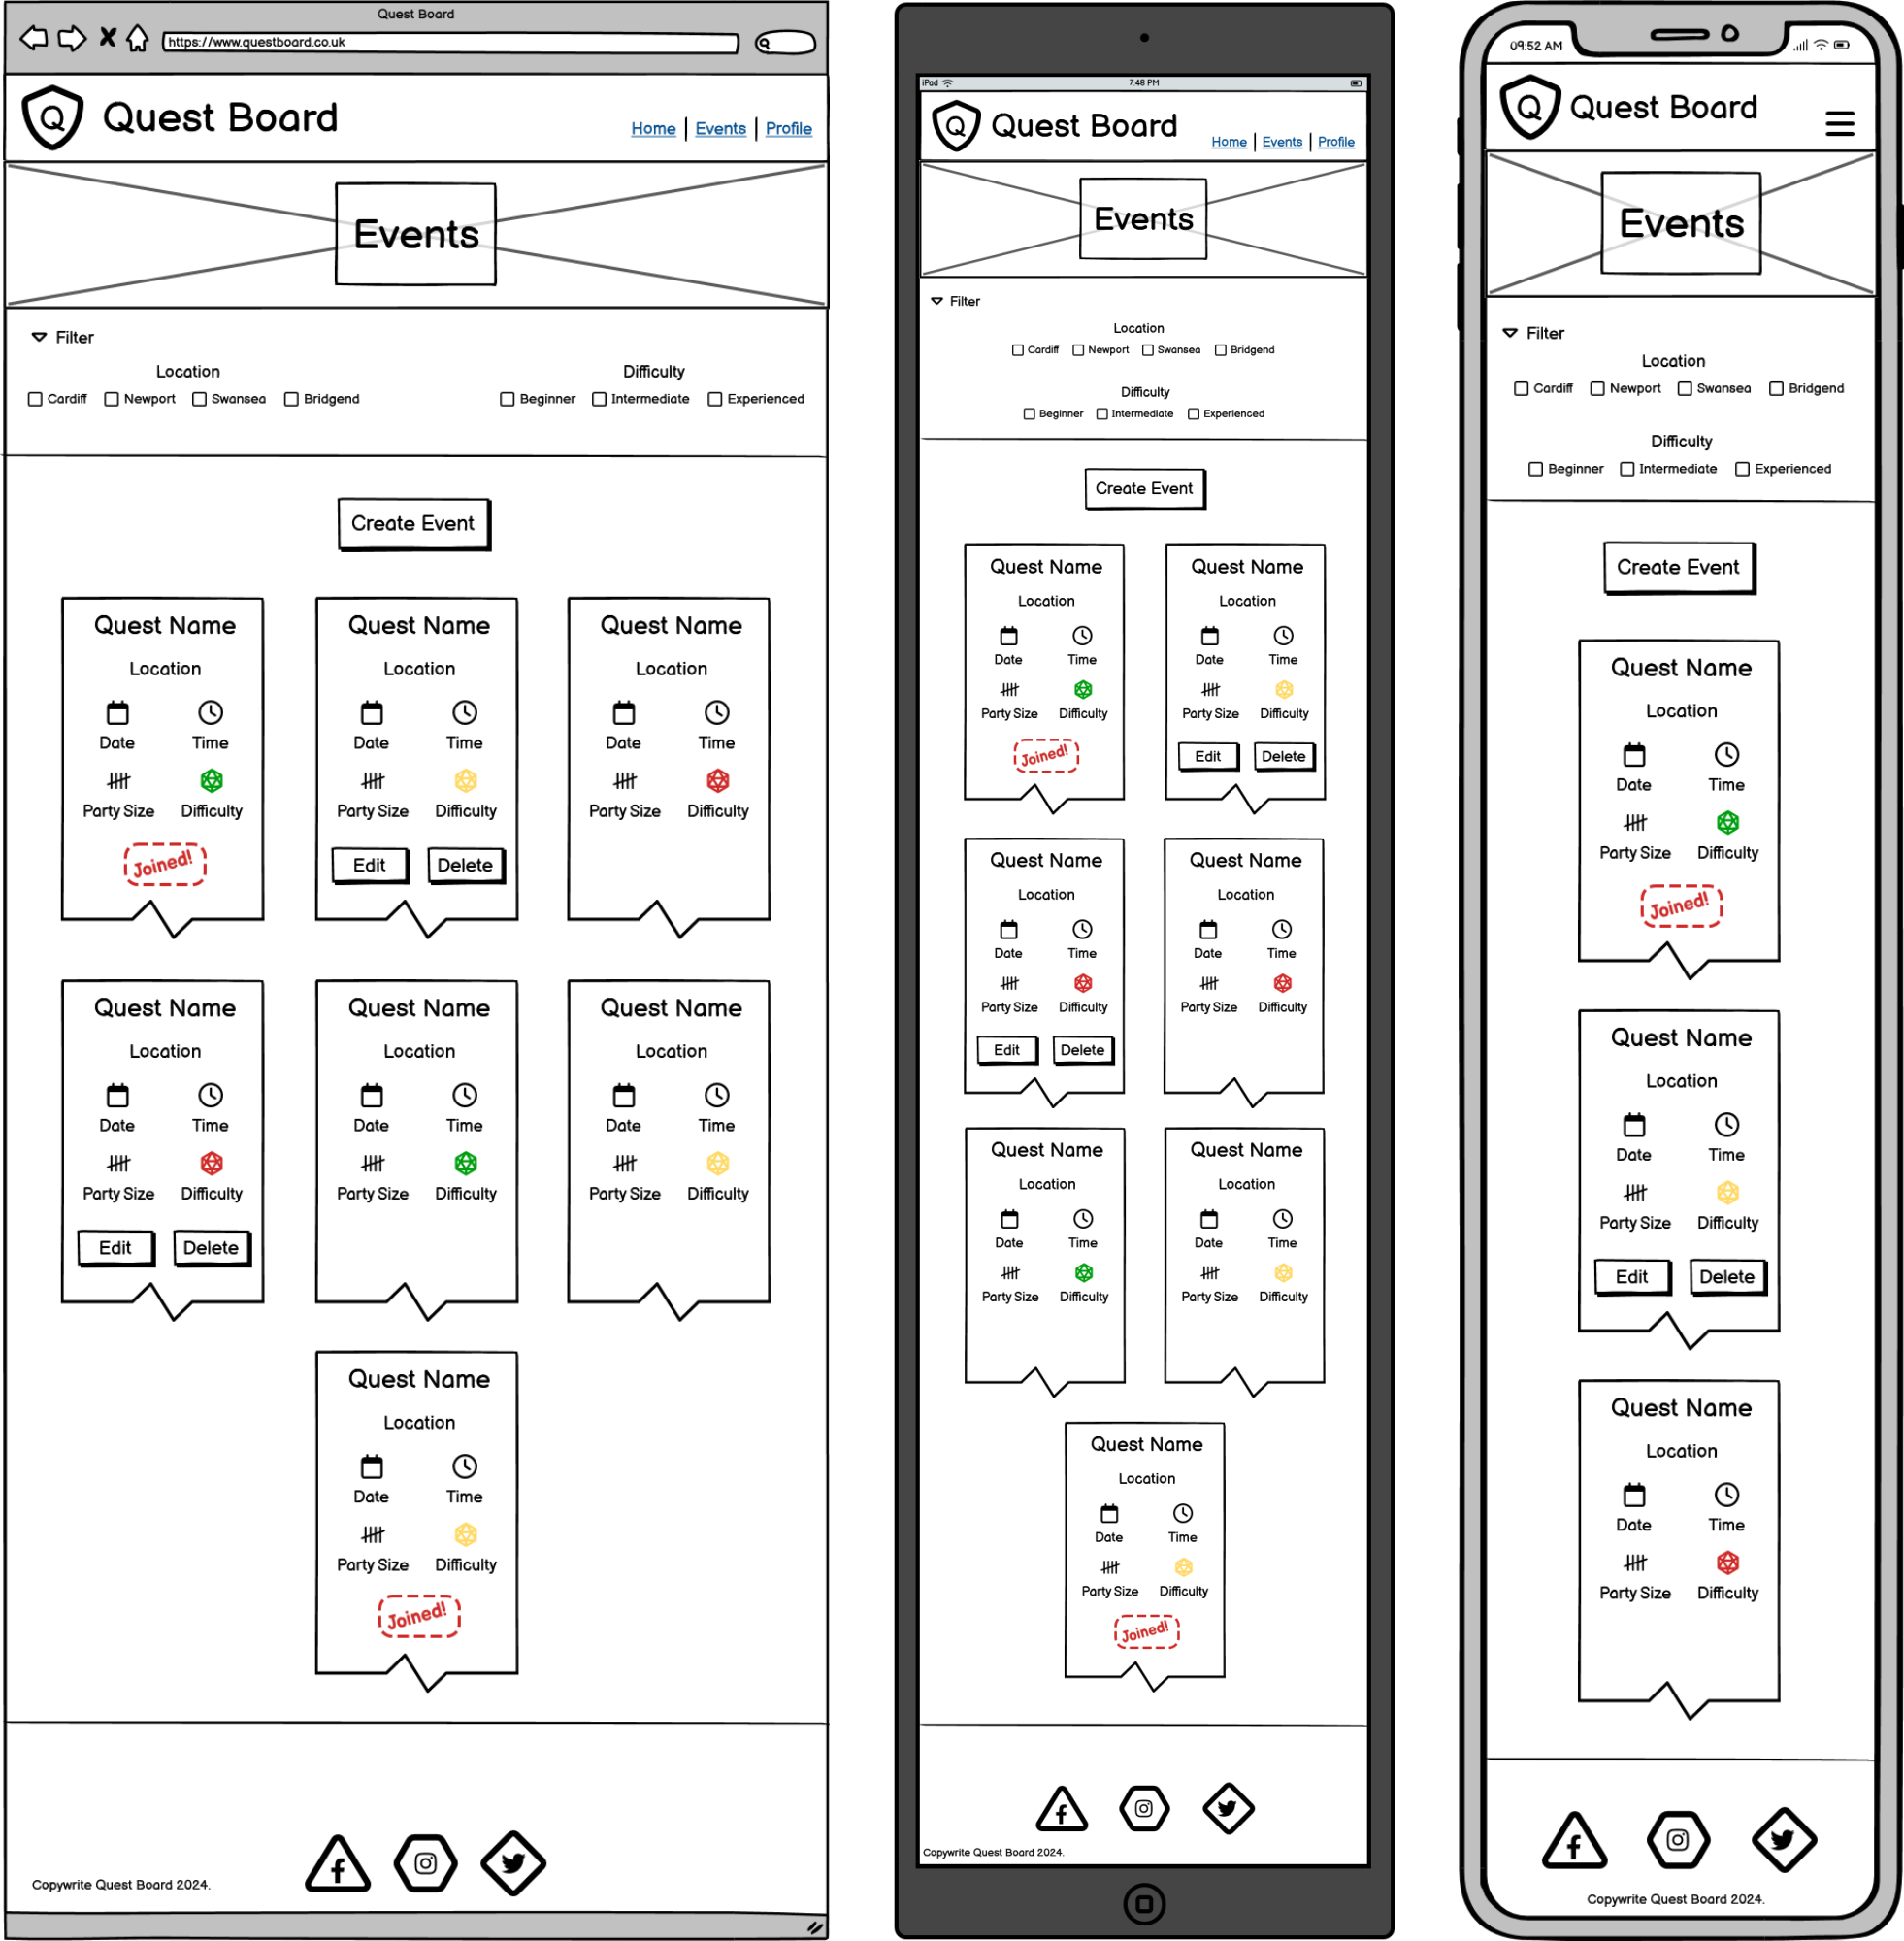 Quest Board
https://www.questboard.co.uk
Q Quest Board
Home | Events | Profile
Events
Filter
Location Difficulty
Cardiff Newport Swansea Bridgend Beginner Intermediate Experienced
Create Event
Quest Name Quest Name Quest Name
Location Location Location
Date Time Date Time Date Time
Party Size Difficulty Party Size Difficulty Party Size Difficulty
Joined! Edit Delete
Quest Name Quest Name Quest Name
Location Location Location
Date Time Date Time Date Time
Party Size Difficulty Party Size Difficulty Party Size Difficulty
Edit Delete
Quest Name
Location
Date Time
Party Size Difficulty
Joined!
Copywrite Quest Board 2024.
iPod 7:48 PM
Q Quest Board
Home | Events | Profile
Events
Filter
Location
Cardiff Newport Swansea Bridgend
Difficulty
Beginner Intermediate Experienced
Create Event
Quest Name Quest Name
Location Location
Date Time Date Time
Party Size Difficulty Party Size Difficulty
Joined! Edit Delete
Quest Name Quest Name
Location Location
Date Time Date Time
Party Size Difficulty Party Size Difficulty
Edit Delete
Quest Name Quest Name
Location Location
Date Time Date Time
Party Size Difficulty Party Size Difficulty
Quest Name
Location
Date Time
Party Size Difficulty
Joined!
Copywrite Quest Board 2024.
09:52 AM
Q Quest Board
Events
Filter
Location
Cardiff Newport Swansea Bridgend
Difficulty
Beginner Intermediate Experienced
Create Event
Quest Name
Location
Date Time
Party Size Difficulty
Joined!
Quest Name
Location
Date Time
Party Size Difficulty
Edit Delete
Quest Name
Location
Date Time
Party Size Difficulty
Copywrite Quest Board 2024.